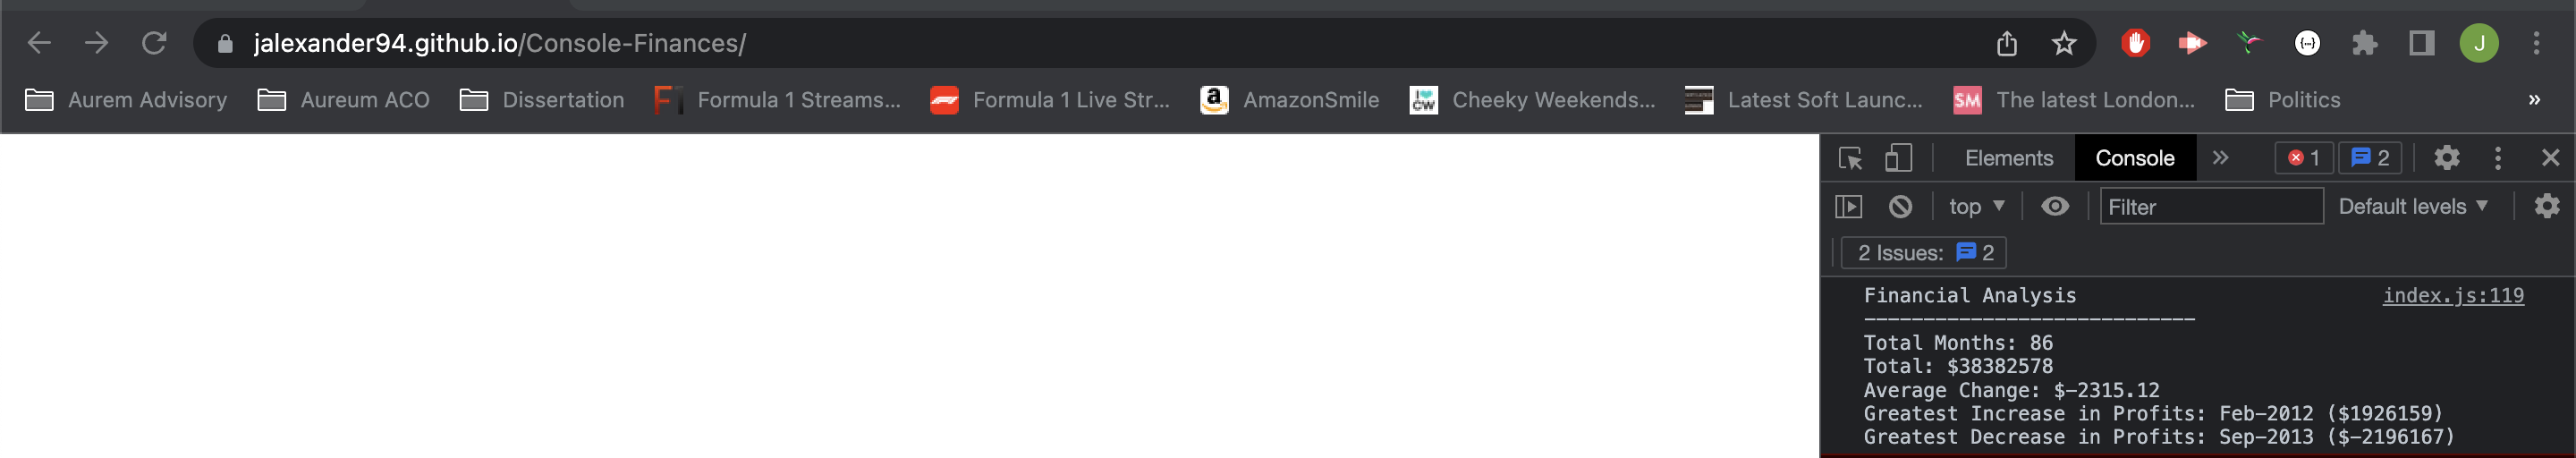 jalexander94.github.io/Console-Finances/
J
Aurem Advisory Aureum ACO Dissertation F1 Formula 1 Streams... Formula 1 Live Str... a AmazonSmile I CW Cheeky Weekends... Latest Soft Launc... SM The latest London... Politics »
Elements Console » 1 2
top Filter Default levels
2 Issues: 2
Financial Analysis index.js:119
----------------------------
Total Months: 86
Total: $38382578
Average Change: $-2315.12
Greatest Increase in Profits: Feb-2012 ($1926159)
Greatest Decrease in Profits: Sep-2013 ($-2196167)